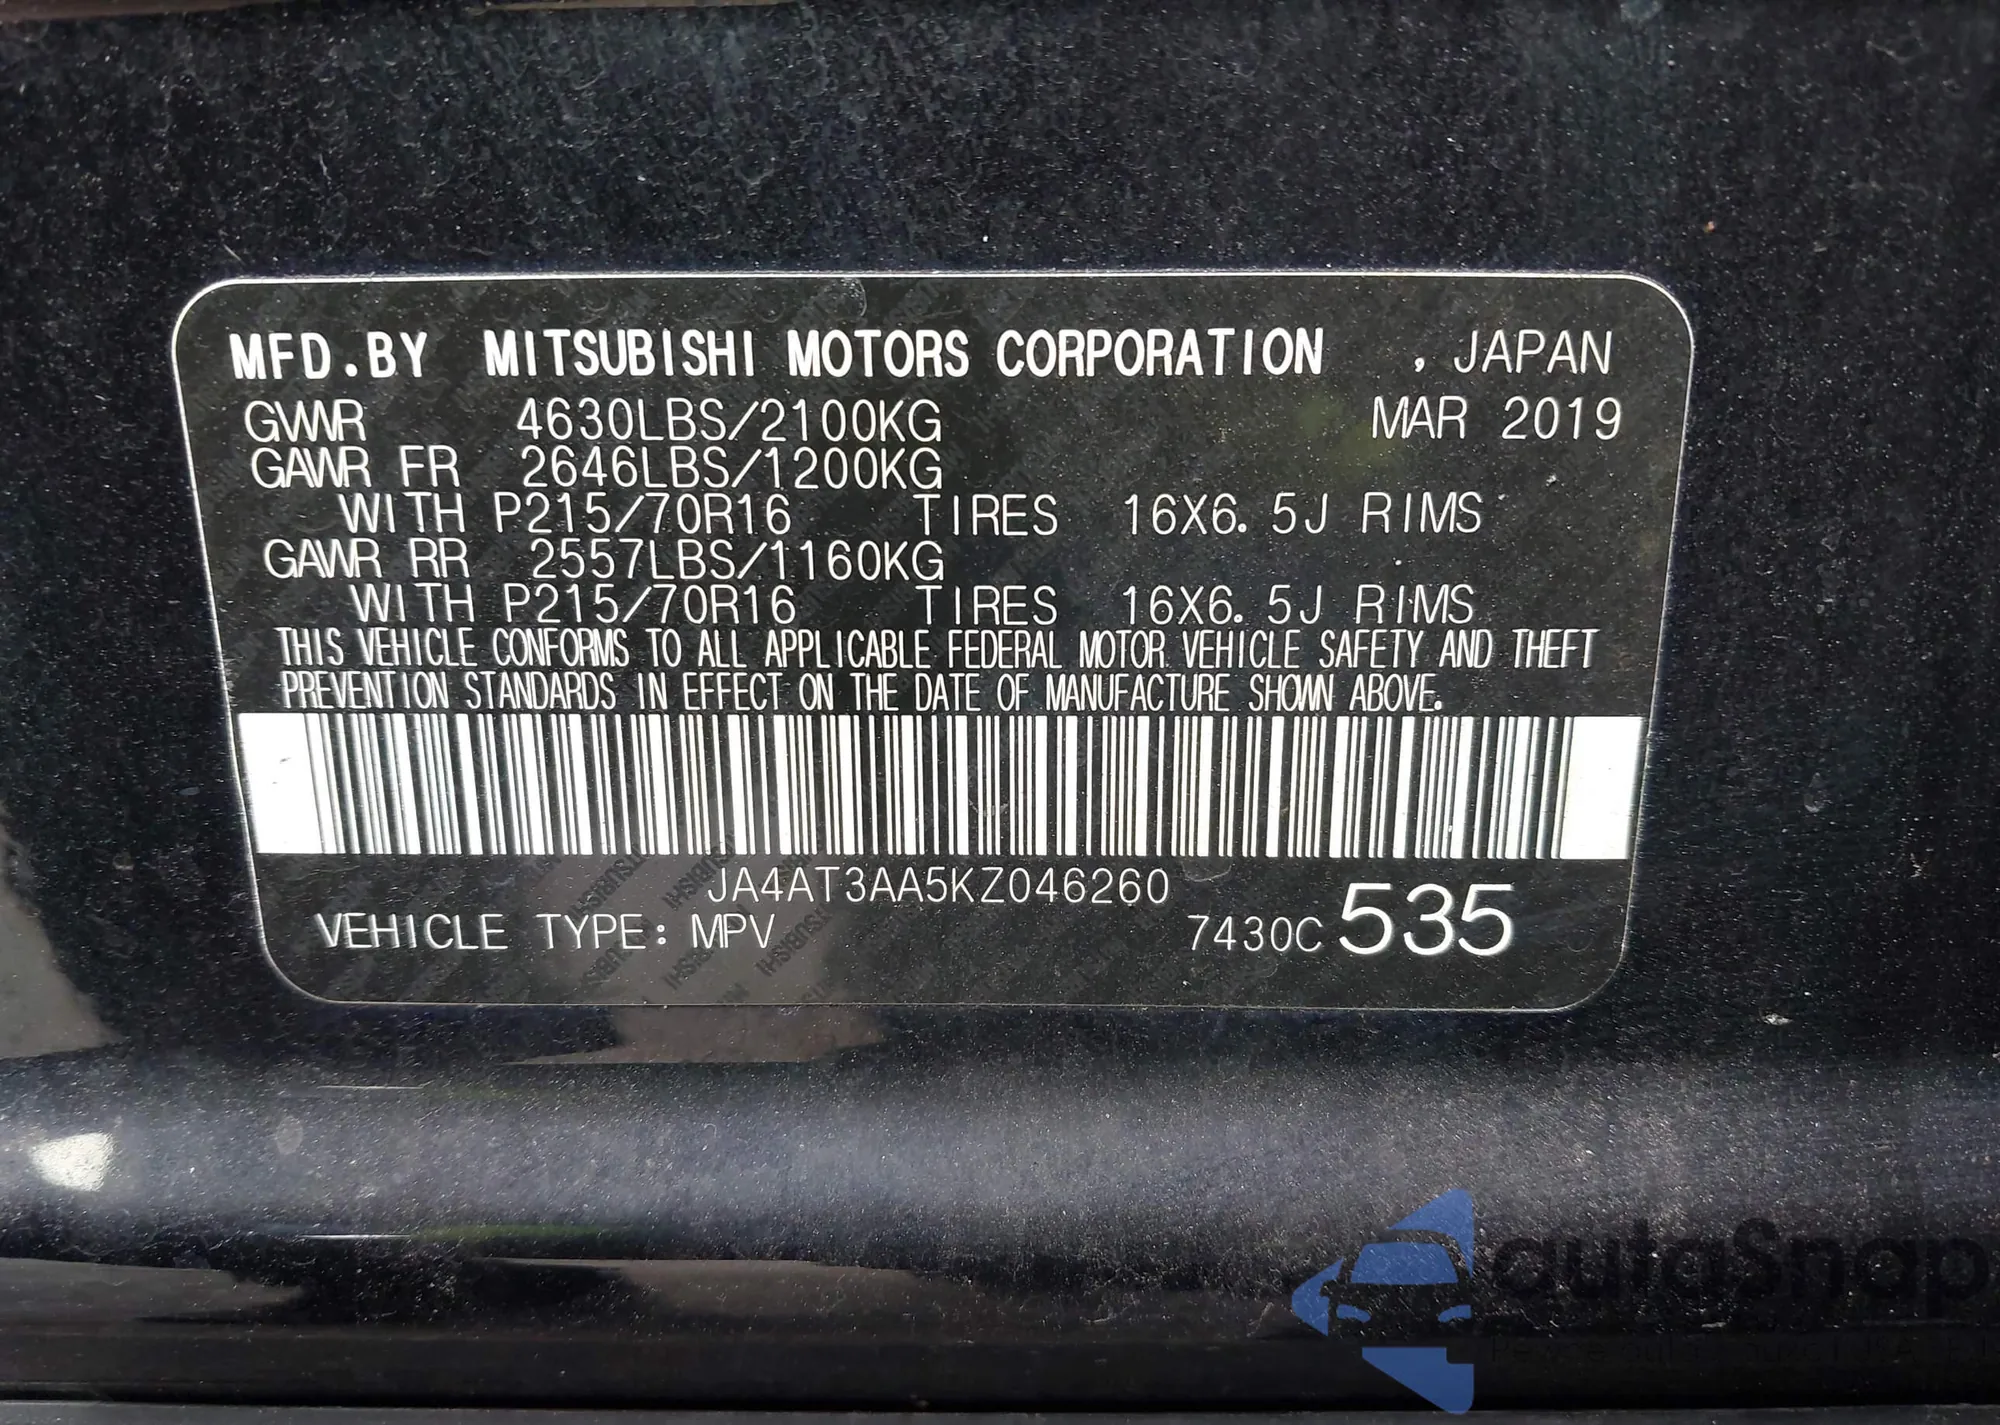 MFD.BY MITSUBISHI MOTORS CORPORATION , JAPAN
GVWR 4630LBS/2100KG MAR 2019
GAWR FR 2646LBS/1200KG
WITH P215/70R16 TIRES 16X6.5J RIMS
GAWR RR 2557LBS/1160KG
WITH P215/70R16 TIRES 16X6.5J RIMS
THIS VEHICLE CONFORMS TO ALL APPLICABLE FEDERAL MOTOR VEHICLE SAFETY AND THEFT
PREVENTION STANDARDS IN EFFECT ON THE DATE OF MANUFACTURE SHOWN ABOVE.
JA4AT3AA5KZ046260
VEHICLE TYPE: MPV 7430C 535
autaSnap